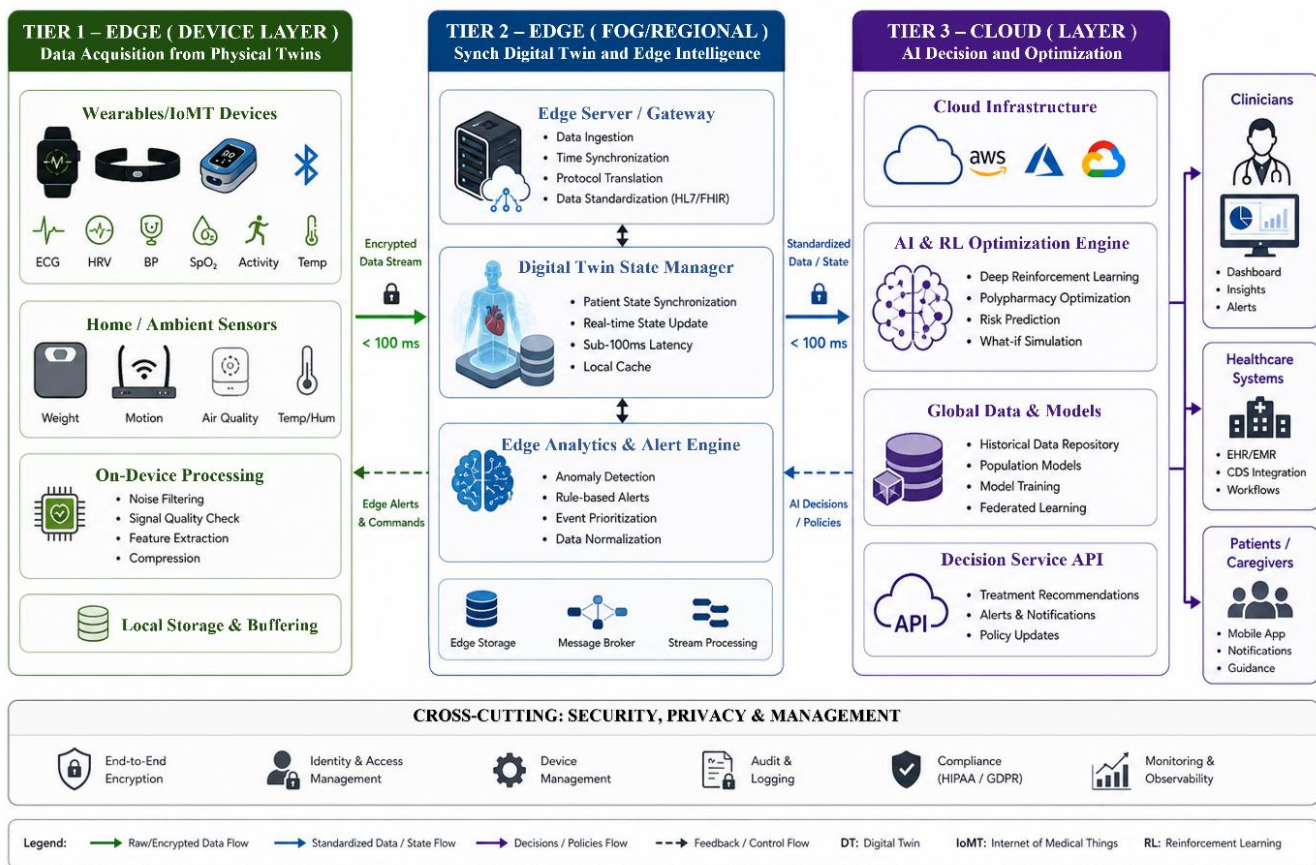 TIER 1 – EDGE ( DEVICE LAYER )
Data Acquisition from Physical Twins
Wearables/IoMT Devices
ECG
HRV
BP
O₂
SpO₂
Activity
Temp
Home / Ambient Sensors
Weight
Motion
Air Quality
Temp/Hum
On-Device Processing
• Noise Filtering
• Signal Quality Check
• Feature Extraction
• Compression
Local Storage & Buffering
Encrypted
Data Stream
< 100 ms
Edge Alerts
& Commands
TIER 2 – EDGE ( FOG/REGIONAL )
Synch Digital Twin and Edge Intelligence
Edge Server / Gateway
• Data Ingestion
• Time Synchronization
• Protocol Translation
• Data Standardization (HL7/FHIR)
Digital Twin State Manager
• Patient State Synchronization
• Real-time State Update
• Sub-100ms Latency
• Local Cache
Edge Analytics & Alert Engine
• Anomaly Detection
• Rule-based Alerts
• Event Prioritization
• Data Normalization
Edge Storage
Message Broker
Stream Processing
Standardized
Data / State
< 100 ms
AI Decisions
/ Policies
TIER 3 – CLOUD ( LAYER )
AI Decision and Optimization
Cloud Infrastructure
aws
AI & RL Optimization Engine
• Deep Reinforcement Learning
• Polypharmacy Optimization
• Risk Prediction
• What-if Simulation
Global Data & Models
• Historical Data Repository
• Population Models
• Model Training
• Federated Learning
Decision Service API
API
• Treatment Recommendations
• Alerts & Notifications
• Policy Updates
Clinicians
• Dashboard
• Insights
• Alerts
Healthcare
Systems
• EHR/EMR
• CDS Integration
• Workflows
Patients /
Caregivers
• Mobile App
• Notifications
• Guidance
CROSS-CUTTING: SECURITY, PRIVACY & MANAGEMENT
End-to-End
Encryption
Identity & Access
Management
Device
Management
Audit &
Logging
Compliance
(HIPAA / GDPR)
Monitoring &
Observability
Legend: Raw/Encrypted Data Flow Standardized Data / State Flow Decisions / Policies Flow Feedback / Control Flow DT: Digital Twin IoMT: Internet of Medical Things RL: Reinforcement Learning